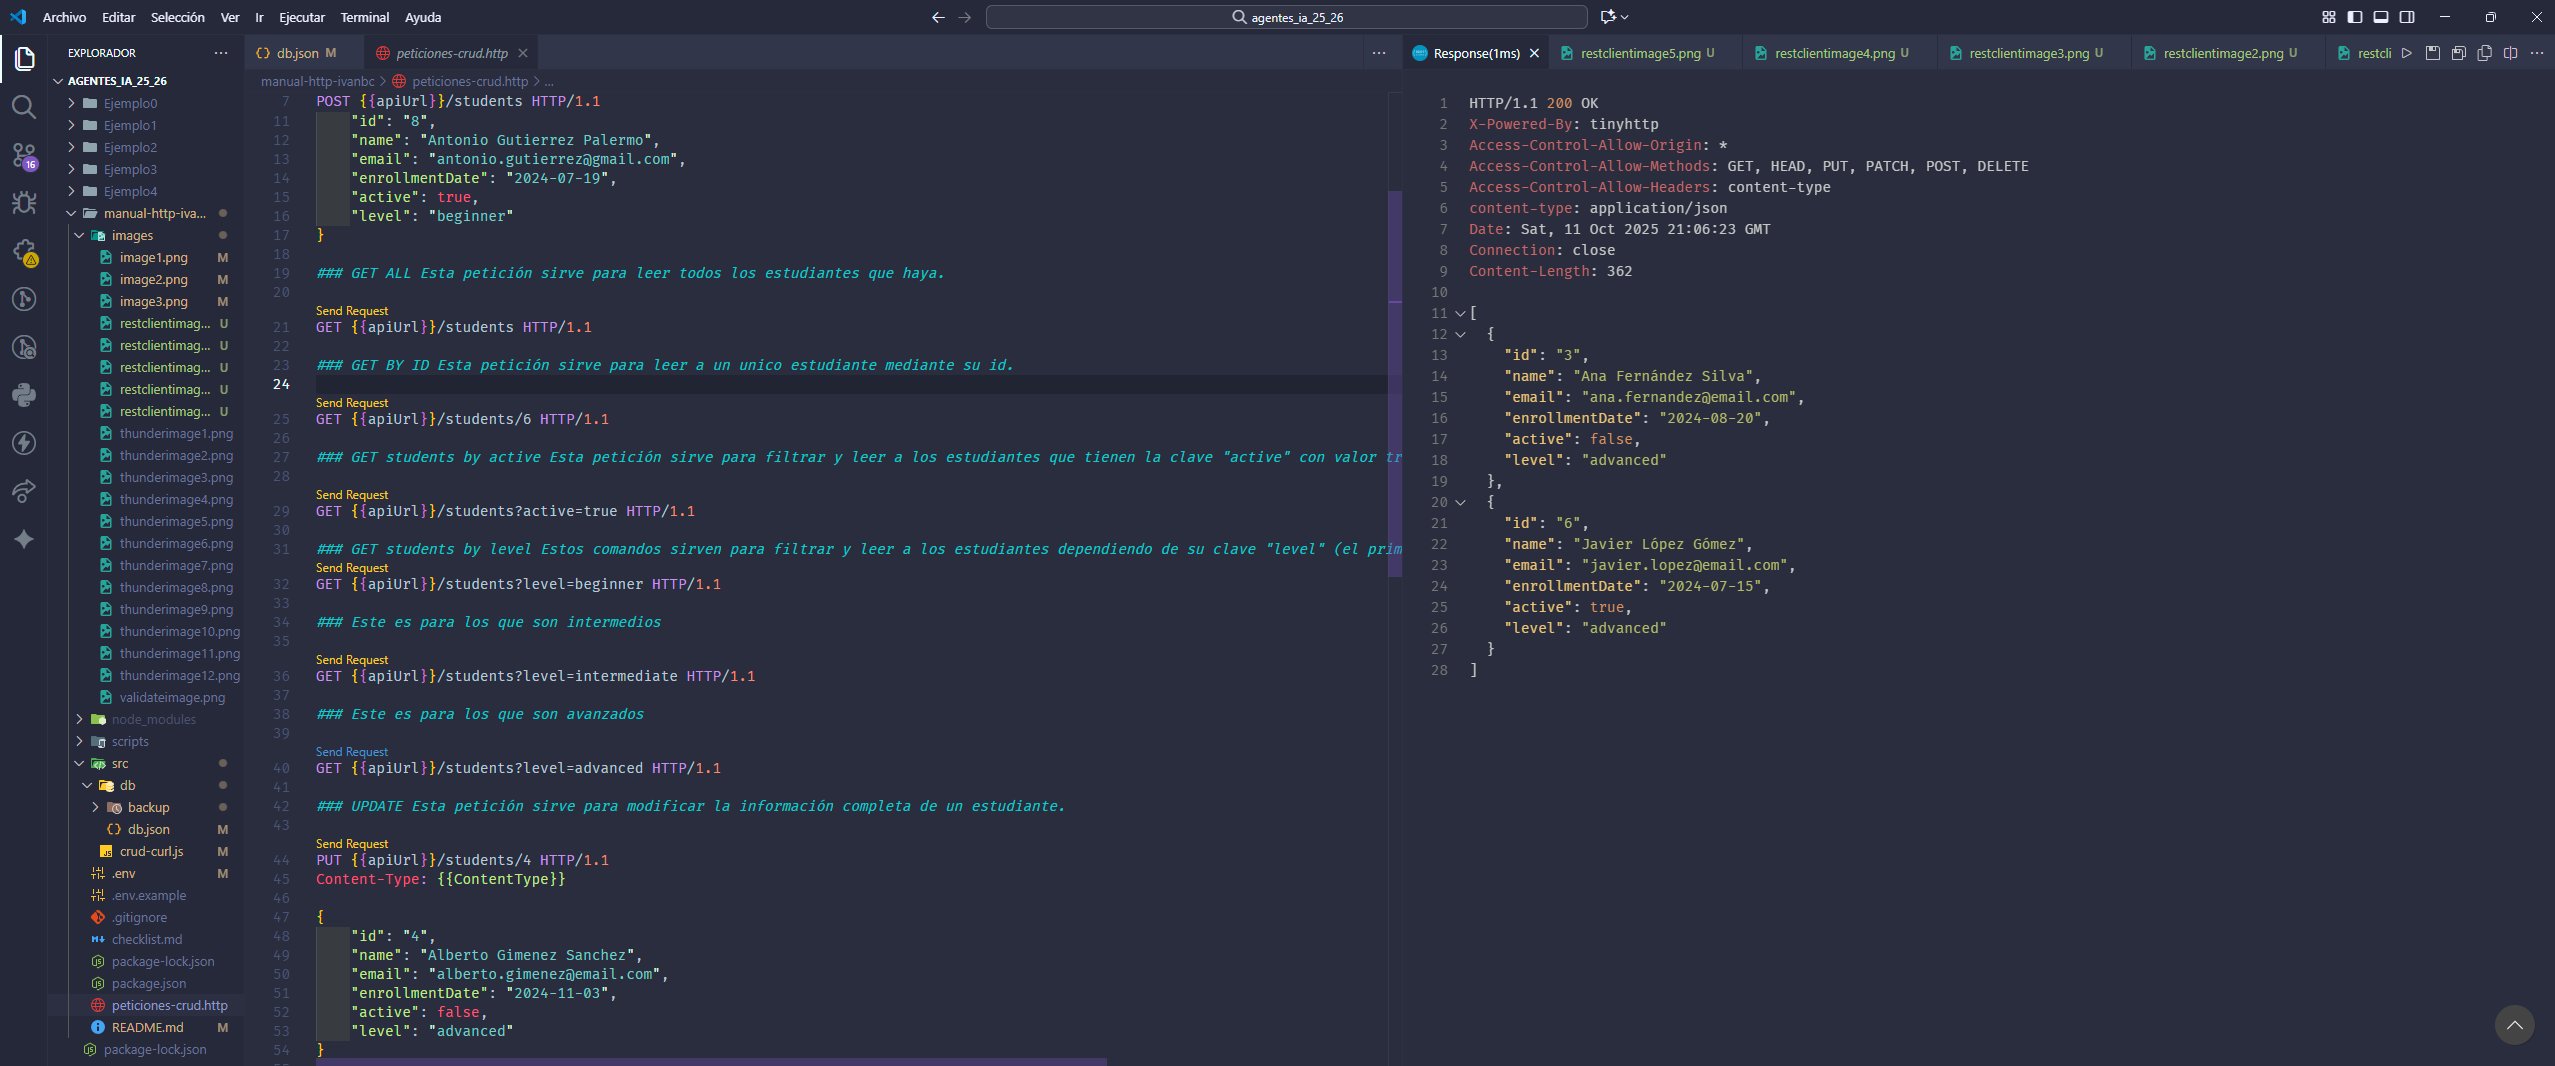 Archivo Editar Selección Ver Ir Ejecutar Terminal Ayuda
agentes_ia_25_26
EXPLORADOR
AGENTES_IA_25_26
Ejemplo0
Ejemplo1
Ejemplo2
Ejemplo3
Ejemplo4
manual-http-iva...
images
image1.png M
image2.png M
image3.png M
restclientimag... U
restclientimag... U
restclientimag... U
restclientimag... U
restclientimag... U
thunderimage1.png
thunderimage2.png
thunderimage3.png
thunderimage4.png
thunderimage5.png
thunderimage6.png
thunderimage7.png
thunderimage8.png
thunderimage9.png
thunderimage10.png
thunderimage11.png
thunderimage12.png
validateimage.png
node_modules
scripts
src
db
backup
db.json M
crud-curl.js M
.env M
.env.example
.gitignore
checklist.md
package-lock.json
package.json
peticiones-crud.http
README.md M
package-lock.json
16
db.json M peticiones-crud.http
manual-http-ivanbc > peticiones-crud.http > ...
7 POST {{apiUrl}}/students HTTP/1.1
11 "id": "8",
12 "name": "Antonio Gutierrez Palermo",
13 "email": "antonio.gutierrez@gmail.com",
14 "enrollmentDate": "2024-07-19",
15 "active": true,
16 "level": "beginner"
17 }
18
19 ### GET ALL Esta petición sirve para leer todos los estudiantes que haya.
20
Send Request
21 GET {{apiUrl}}/students HTTP/1.1
22
23 ### GET BY ID Esta petición sirve para leer a un unico estudiante mediante su id.
24
Send Request
25 GET {{apiUrl}}/students/6 HTTP/1.1
26
27 ### GET students by active Esta petición sirve para filtrar y leer a los estudiantes que tienen la clave "active" con valor tr
28
Send Request
29 GET {{apiUrl}}/students?active=true HTTP/1.1
30
31 ### GET students by level Estos comandos sirven para filtrar y leer a los estudiantes dependiendo de su clave "level" (el prim
Send Request
32 GET {{apiUrl}}/students?level=beginner HTTP/1.1
33
34 ### Este es para los que son intermedios
35
Send Request
36 GET {{apiUrl}}/students?level=intermediate HTTP/1.1
37
38 ### Este es para los que son avanzados
39
Send Request
40 GET {{apiUrl}}/students?level=advanced HTTP/1.1
41
42 ### UPDATE Esta petición sirve para modificar la información completa de un estudiante.
43
Send Request
44 PUT {{apiUrl}}/students/4 HTTP/1.1
45 Content-Type: {{ContentType}}
46
47 {
48 "id": "4",
49 "name": "Alberto Gimenez Sanchez",
50 "email": "alberto.gimenez@email.com",
51 "enrollmentDate": "2024-11-03",
52 "active": false,
53 "level": "advanced"
54 }
Response(1ms) restclientimage5.png U restclientimage4.png U restclientimage3.png U restclientimage2.png U restcli
1 HTTP/1.1 200 OK
2 X-Powered-By: tinyhttp
3 Access-Control-Allow-Origin: *
4 Access-Control-Allow-Methods: GET, HEAD, PUT, PATCH, POST, DELETE
5 Access-Control-Allow-Headers: content-type
6 content-type: application/json
7 Date: Sat, 11 Oct 2025 21:06:23 GMT
8 Connection: close
9 Content-Length: 362
10
11 [
12 {
13 "id": "3",
14 "name": "Ana Fernández Silva",
15 "email": "ana.fernandez@email.com",
16 "enrollmentDate": "2024-08-20",
17 "active": false,
18 "level": "advanced"
19 },
20 {
21 "id": "6",
22 "name": "Javier López Gómez",
23 "email": "javier.lopez@email.com",
24 "enrollmentDate": "2024-07-15",
25 "active": true,
26 "level": "advanced"
27 }
28 ]